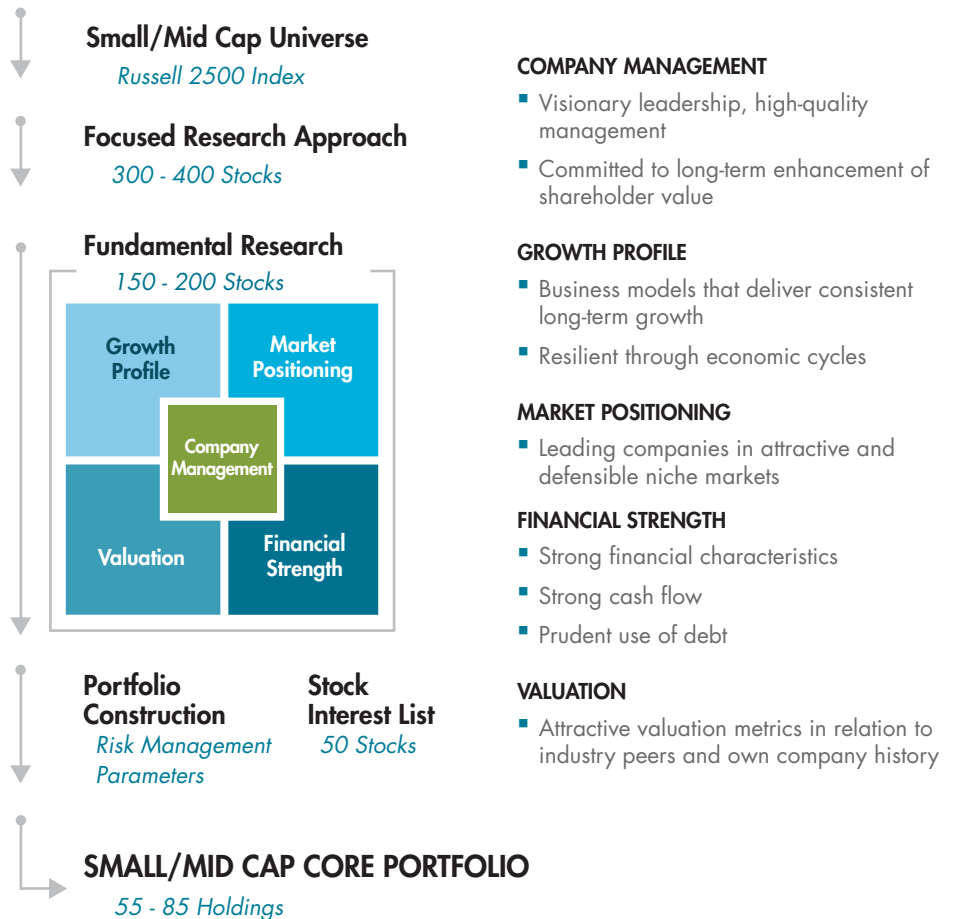 Small/Mid Cap Universe
Russell 2500 Index
Focused Research Approach
300 - 400 Stocks
Fundamental Research
150 - 200 Stocks
Growth
Profile
Market
Positioning
Company
Management
Valuation
Financial
Strength
Portfolio
Construction
Risk Management
Parameters
Stock
Interest List
50 Stocks
SMALL/MID CAP CORE PORTFOLIO
55 - 85 Holdings
COMPANY MANAGEMENT
▪ Visionary leadership, high-quality
management
▪ Committed to long-term enhancement of
shareholder value
GROWTH PROFILE
▪ Business models that deliver consistent
long-term growth
▪ Resilient through economic cycles
MARKET POSITIONING
▪ Leading companies in attractive and
defensible niche markets
FINANCIAL STRENGTH
▪ Strong financial characteristics
▪ Strong cash flow
▪ Prudent use of debt
VALUATION
▪ Attractive valuation metrics in relation to
industry peers and own company history